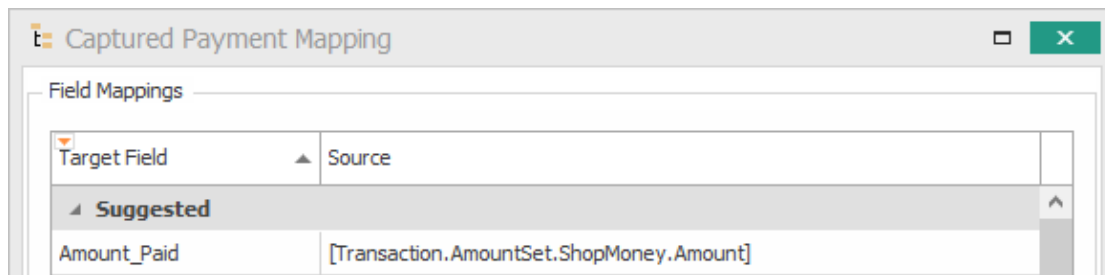 Captured Payment Mapping
Field Mappings
Target Field Source
Suggested
Amount_Paid [Transaction.AmountSet.ShopMoney.Amount]